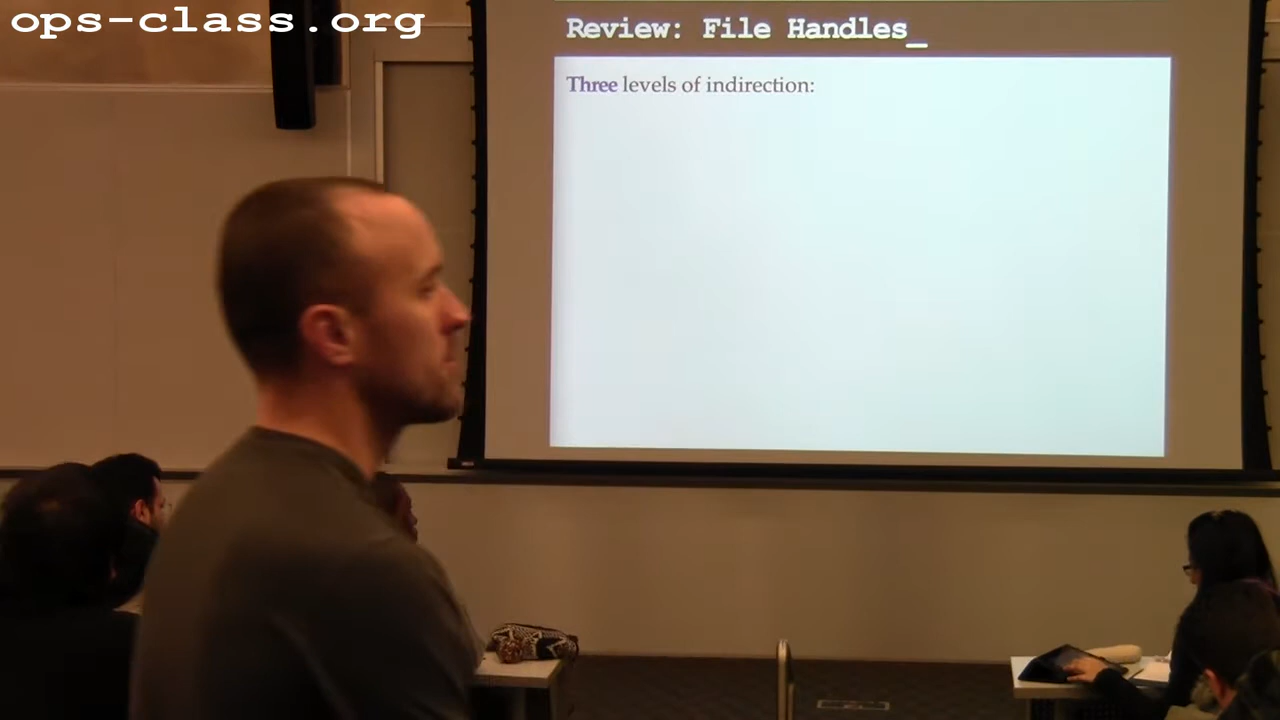 ops-class.org
Review: File Handles_
Three levels of indirection: